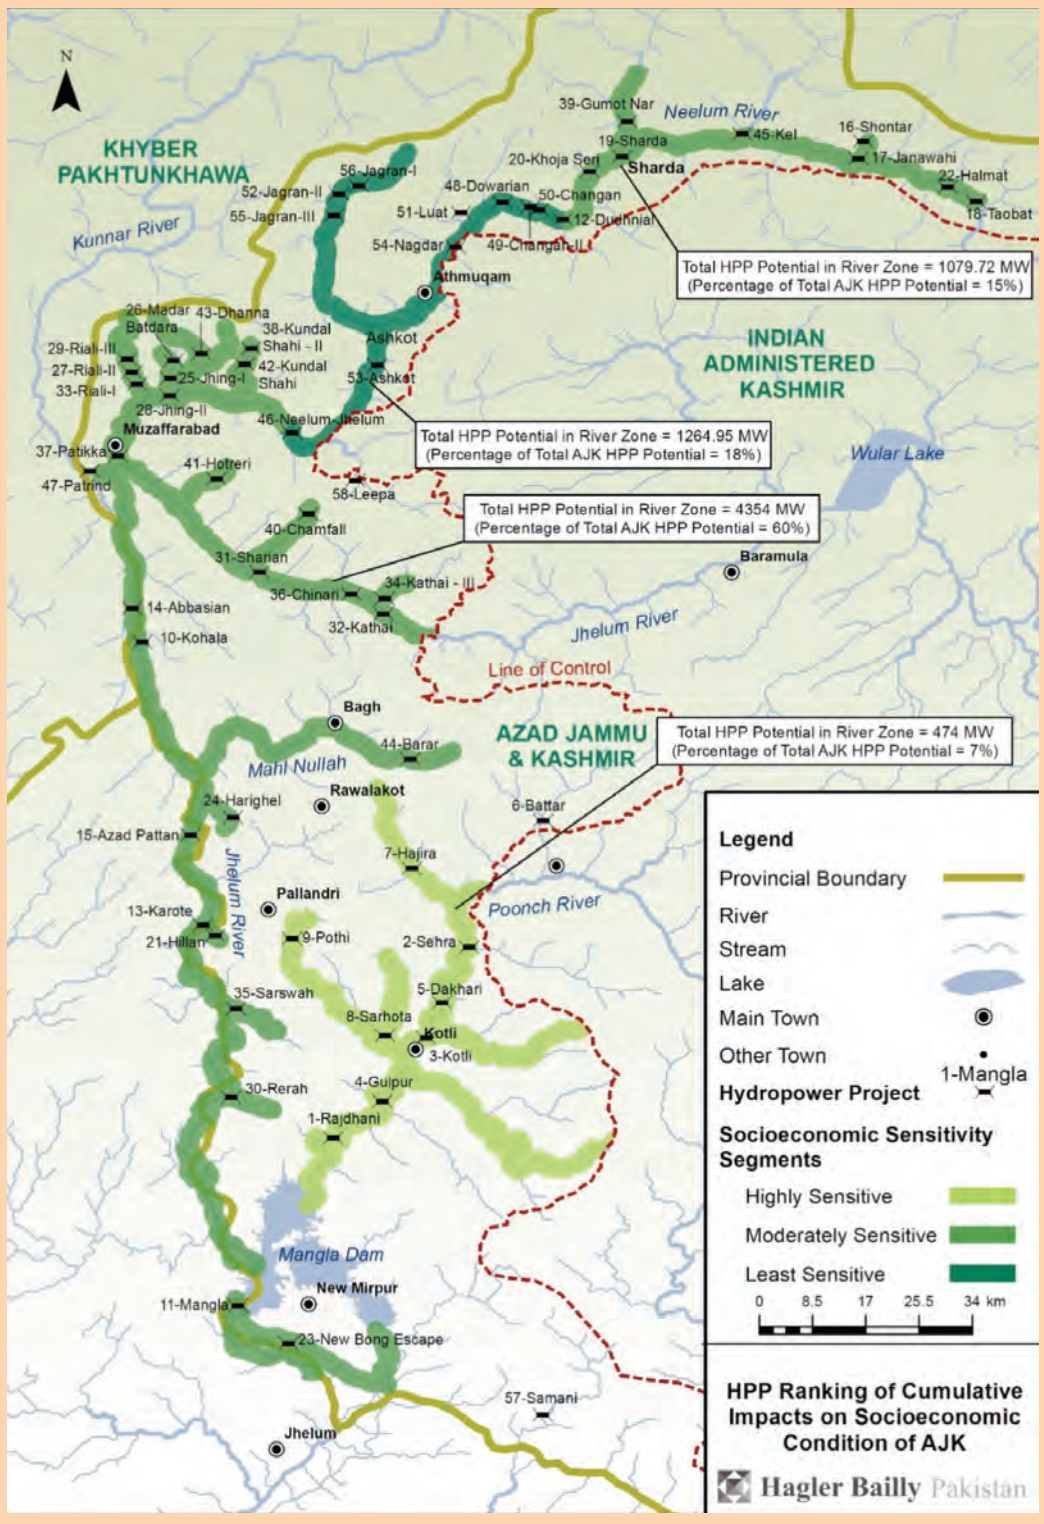 N
KHYBER
PAKHTUNKHAWA
Kunnar River
39-Gumot Nar
Neelum River
45-Kel
16-Shontar
17-Janawahi
22-Halmat
18-Taobat
19-Sharda
Sharda
20-Khoja Seri
56-Jagran-I
52-Jagran-II
55-Jagran-III
48-Dowarian
50-Changan
51-Luat
12-Dudhnial
49-Changan-II
54-Nagdar
Athmuqam
Total HPP Potential in River Zone = 1079.72 MW
(Percentage of Total AJK HPP Potential = 15%)
26-Madar
Batdara
43-Dhanna
38-Kundal
Shahi - II
29-Riali-III
27-Riali-II
33-Riali-I
25-Jhing-I
42-Kundal
Shahi
28-Jhing-II
Ashkot
53-Ashkot
INDIAN
ADMINISTERED
KASHMIR
46-Neelum-Jhelum
Muzaffarabad
Total HPP Potential in River Zone = 1264.95 MW
(Percentage of Total AJK HPP Potential = 18%)
37-Patikka
47-Patrind
41-Hotreri
58-Leepa
Wular Lake
Total HPP Potential in River Zone = 4354 MW
(Percentage of Total AJK HPP Potential = 60%)
40-Chamfall
31-Sharian
Baramula
36-Chinari
34-Kathai - III
32-Kathai
14-Abbasian
10-Kohala
Jhelum River
Line of Control
Bagh
44-Barar
Mahl Nullah
AZAD JAMMU
& KASHMIR
Total HPP Potential in River Zone = 474 MW
(Percentage of Total AJK HPP Potential = 7%)
Rawalakot
24-Harighel
6-Battar
15-Azad Pattan
7-Hajira
Jhelum River
Pallandri
Poonch River
13-Karote
21-Hillan
9-Pothi
2-Sehra
35-Sarswah
5-Dakhari
8-Sarhota
Kotli
3-Kotli
30-Rerah
4-Gulpur
1-Rajdhani
Mangla Dam
New Mirpur
11-Mangla
23-New Bong Escape
57-Samani
Jhelum
Legend
Provincial Boundary
River
Stream
Lake
Main Town
Other Town
1-Mangla
Hydropower Project
Socioeconomic Sensitivity
Segments
Highly Sensitive
Moderately Sensitive
Least Sensitive
0 8.5 17 25.5 34 km
HPP Ranking of Cumulative
Impacts on Socioeconomic
Condition of AJK
Hagler Bailly Pakistan